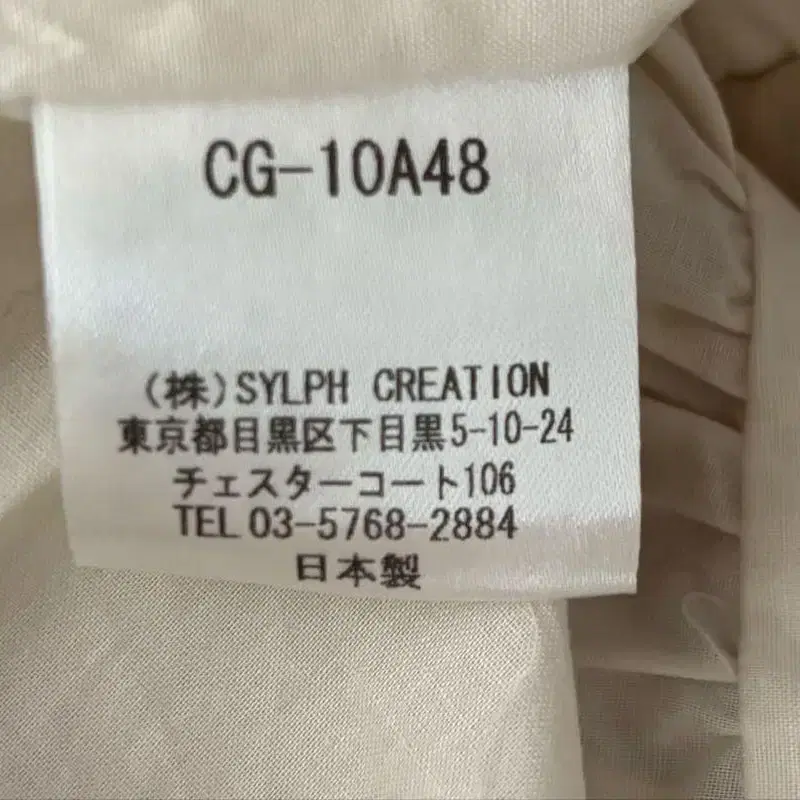 CG-10A48
(株)SYLPH CREATION
東京都目黒区下目黒5-10-24
チェスターコート106
TEL 03-5768-2884
日本製